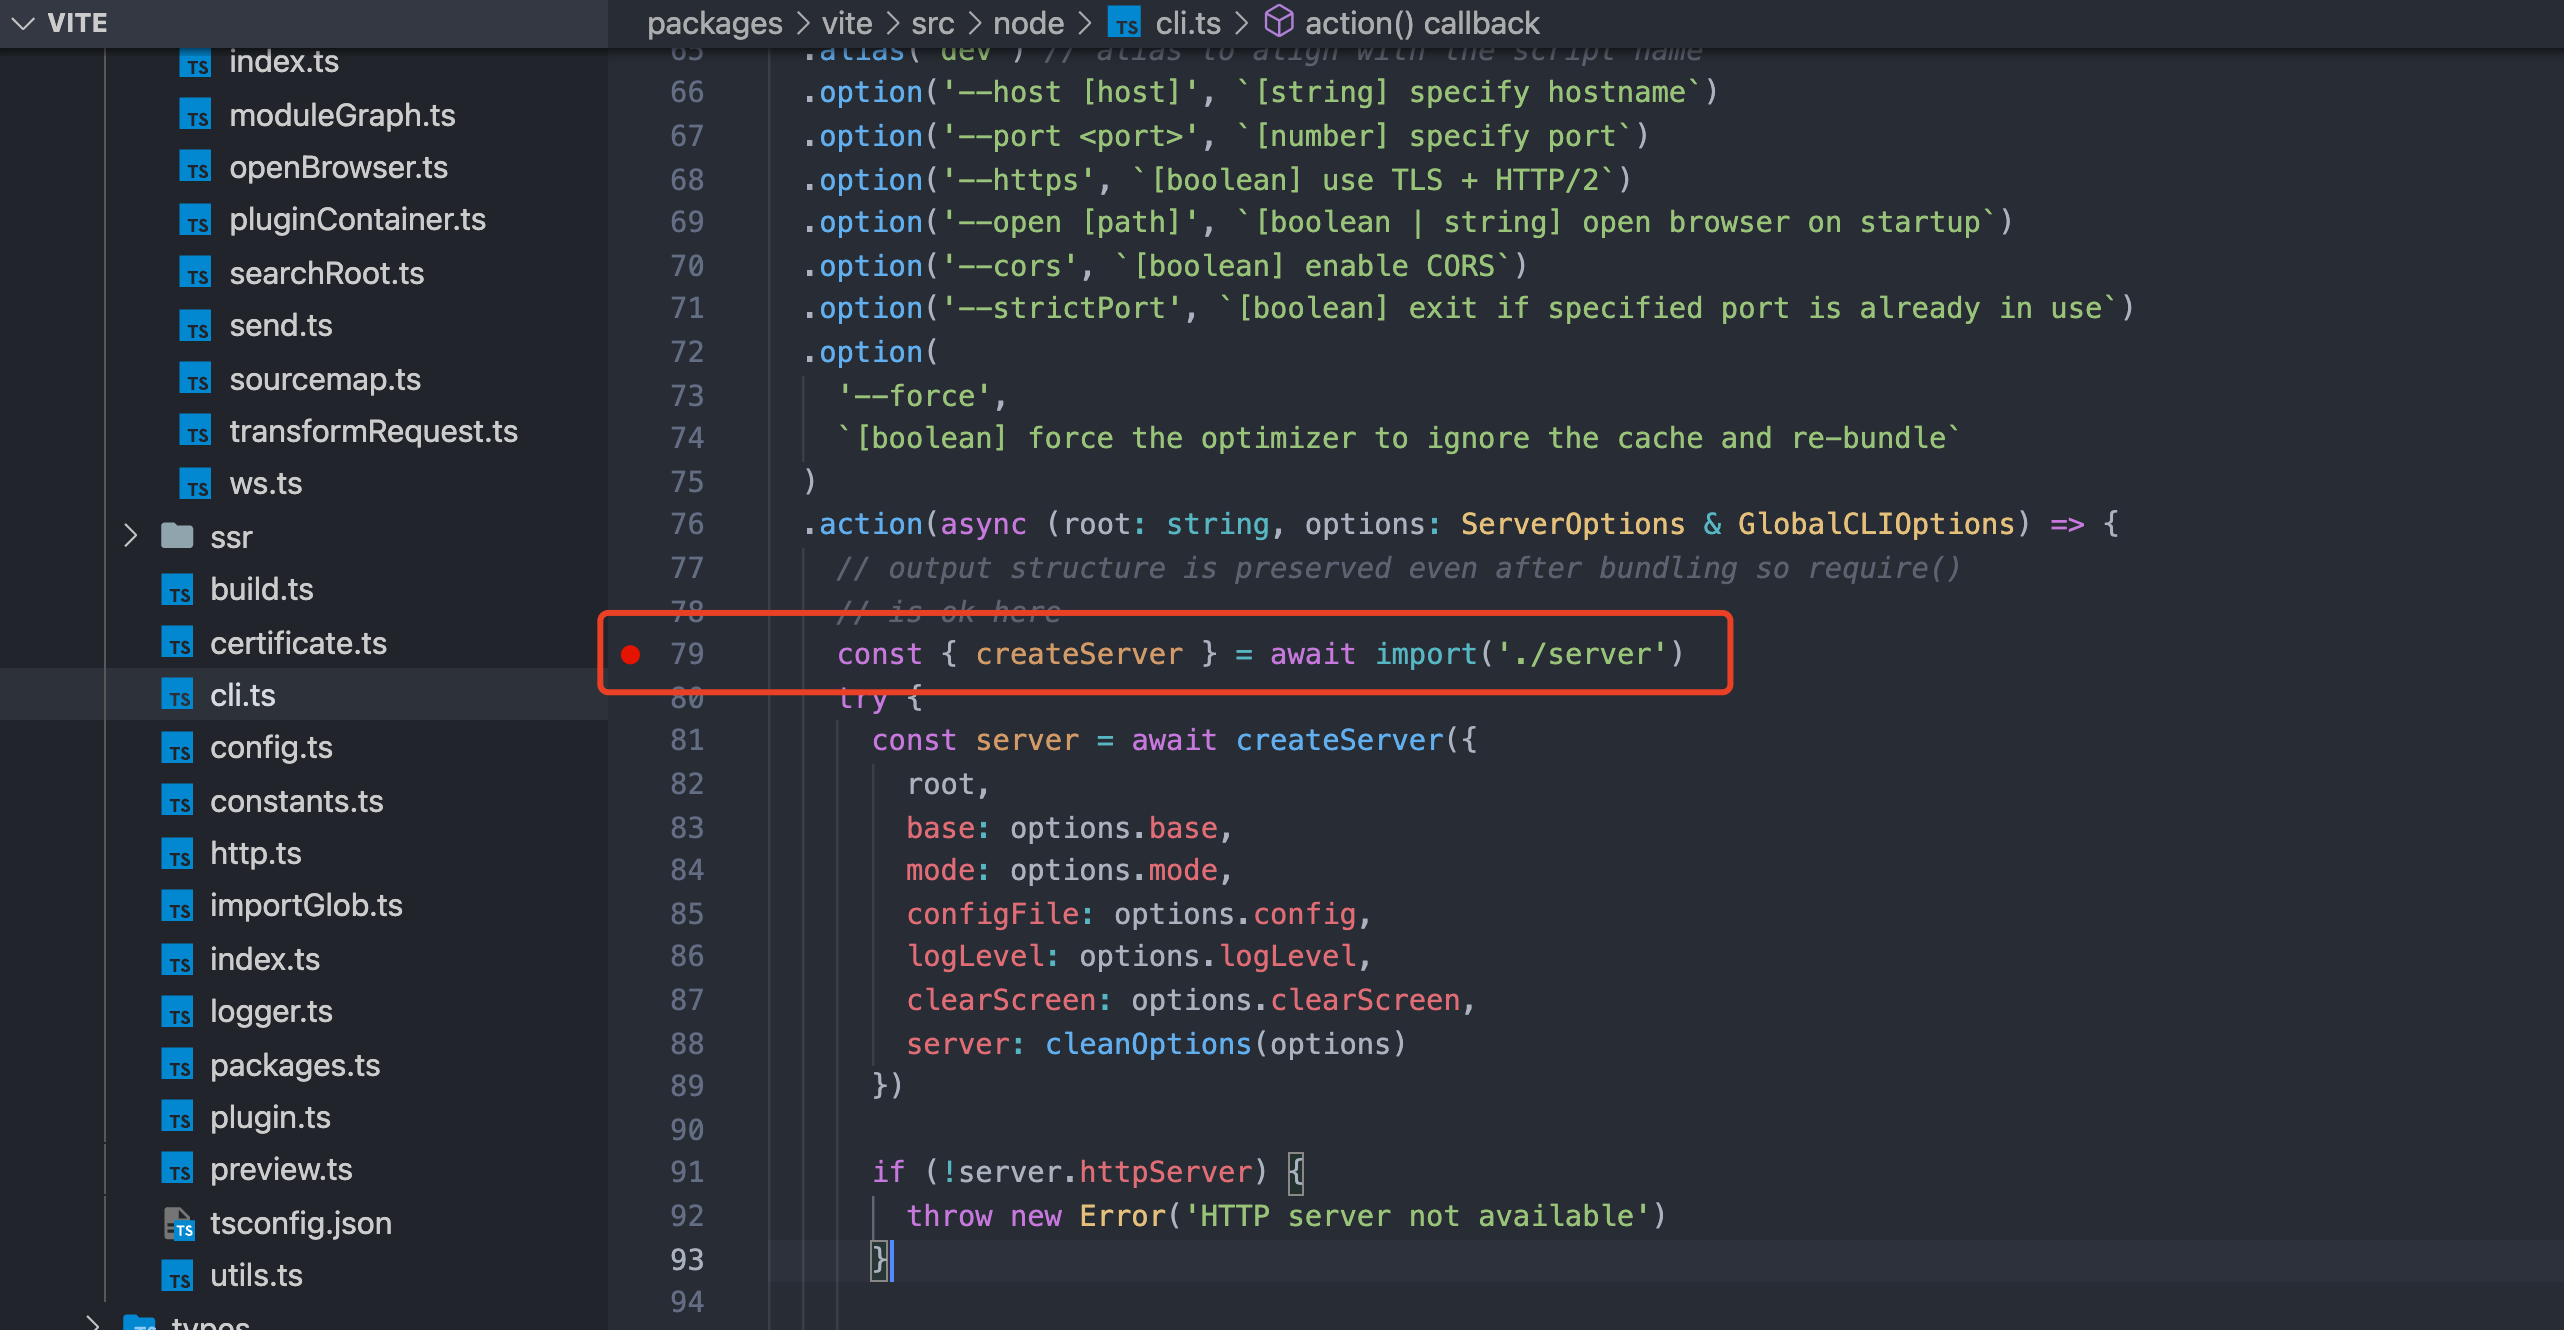 VITE
index.ts
moduleGraph.ts
openBrowser.ts
pluginContainer.ts
searchRoot.ts
send.ts
sourcemap.ts
transformRequest.ts
ws.ts
ssr
build.ts
certificate.ts
cli.ts
config.ts
constants.ts
http.ts
importGlob.ts
index.ts
logger.ts
packages.ts
plugin.ts
preview.ts
tsconfig.json
utils.ts
types
packages > vite > src > node > TS cli.ts > action() callback
65 .alias('dev') // alias to align with the script name
66 .option('--host [host]', `[string] specify hostname`)
67 .option('--port <port>', `[number] specify port`)
68 .option('--https', `[boolean] use TLS + HTTP/2`)
69 .option('--open [path]', `[boolean | string] open browser on startup`)
70 .option('--cors', `[boolean] enable CORS`)
71 .option('--strictPort', `[boolean] exit if specified port is already in use`)
72 .option(
73 '--force',
74 `[boolean] force the optimizer to ignore the cache and re-bundle`
75 )
76 .action(async (root: string, options: ServerOptions & GlobalCLIOptions) => {
77 // output structure is preserved even after bundling so require()
78 // is ok here
79 const { createServer } = await import('./server')
80 try {
81 const server = await createServer({
82 root,
83 base: options.base,
84 mode: options.mode,
85 configFile: options.config,
86 logLevel: options.logLevel,
87 clearScreen: options.clearScreen,
88 server: cleanOptions(options)
89 })
90
91 if (!server.httpServer) {
92 throw new Error('HTTP server not available')
93 }
94